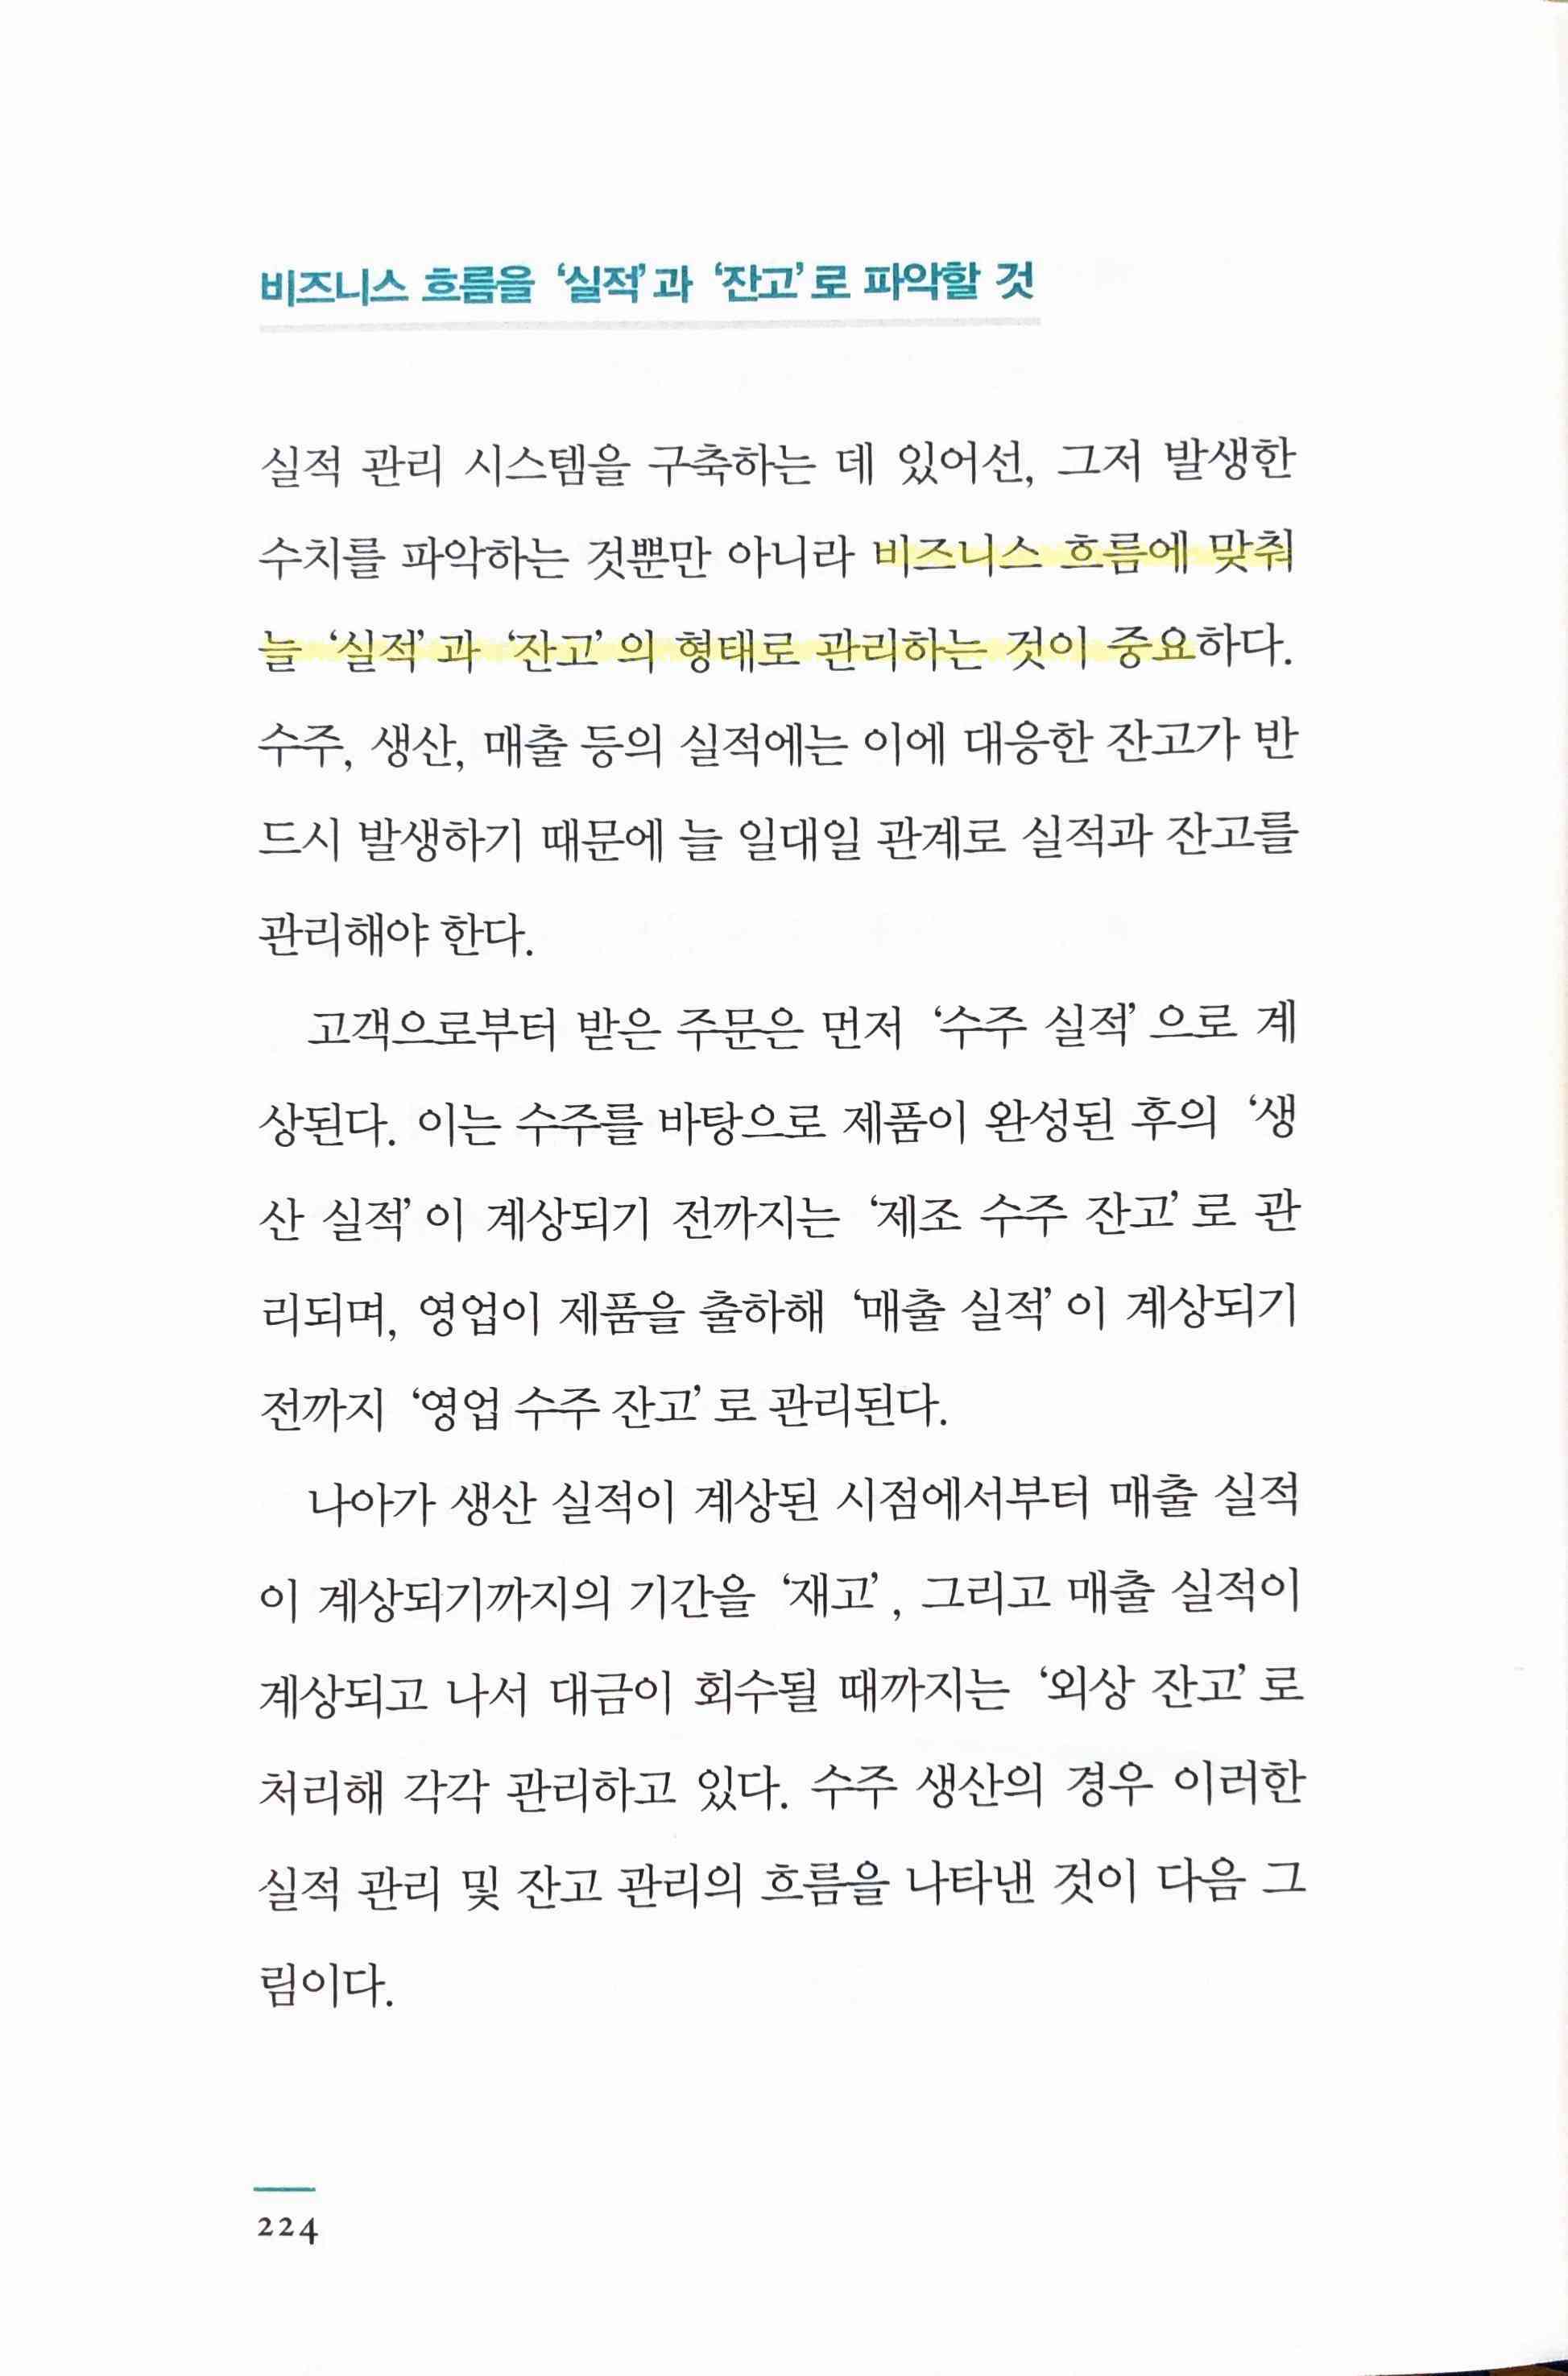 비즈니스 흐름을 ‘실적’과 ‘잔고’로 파악할 것
실적 관리 시스템을 구축하는 데 있어선, 그저 발생한
수치를 파악하는 것뿐만 아니라 비즈니스 흐름에 맞춰
늘 ‘실적’과 ‘잔고’의 형태로 관리하는 것이 중요하다.
수주, 생산, 매출 등의 실적에는 이에 대응한 잔고가 반
드시 발생하기 때문에 늘 일대일 관계로 실적과 잔고를
관리해야 한다.
고객으로부터 받은 주문은 먼저 ‘수주 실적’으로 계
상된다. 이는 수주를 바탕으로 제품이 완성된 후의 ‘생
산 실적’이 계상되기 전까지는 ‘제조 수주 잔고’로 관
리되며, 영업이 제품을 출하해 ‘매출 실적’이 계상되기
전까지 ‘영업 수주 잔고’로 관리된다.
나아가 생산 실적이 계상된 시점에서부터 매출 실적
이 계상되기까지의 기간을 ‘재고’, 그리고 매출 실적이
계상되고 나서 대금이 회수될 때까지는 ‘외상 잔고’로
처리해 각각 관리하고 있다. 수주 생산의 경우 이러한
실적 관리 및 잔고 관리의 흐름을 나타낸 것이 다음 그
림이다.
224